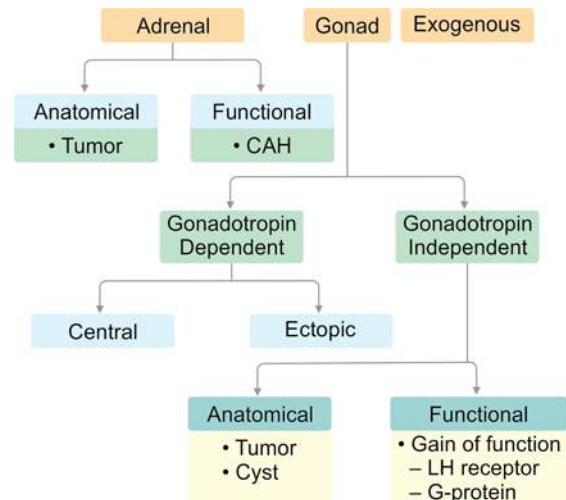 Adrenal
Gonad
Exogenous
Anatomical
• Tumor
Functional
• CAH
Gonadotropin
Dependent
Gonadotropin
Independent
Central
Ectopic
Anatomical
• Tumor
• Cyst
Functional
• Gain of function
– LH receptor
– G-protein